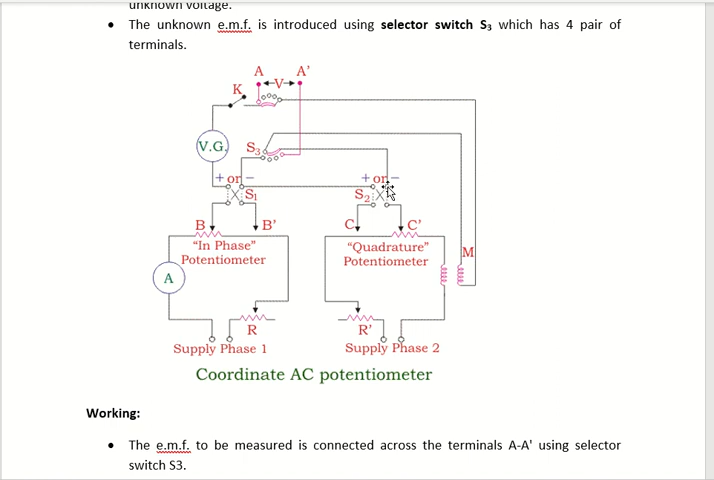 unknown voltage.
• The unknown e.m.f. is introduced using selector switch S3 which has 4 pair of
terminals.
A A'
V
K
V.G.
S3
+ or −
+ or −
S1
S2
B B'
C C'
"In Phase"
Potentiometer
"Quadrature"
Potentiometer
M
A
R
R'
Supply Phase 1
Supply Phase 2
Coordinate AC potentiometer
Working:
• The e.m.f. to be measured is connected across the terminals A-A' using selector
switch S3.